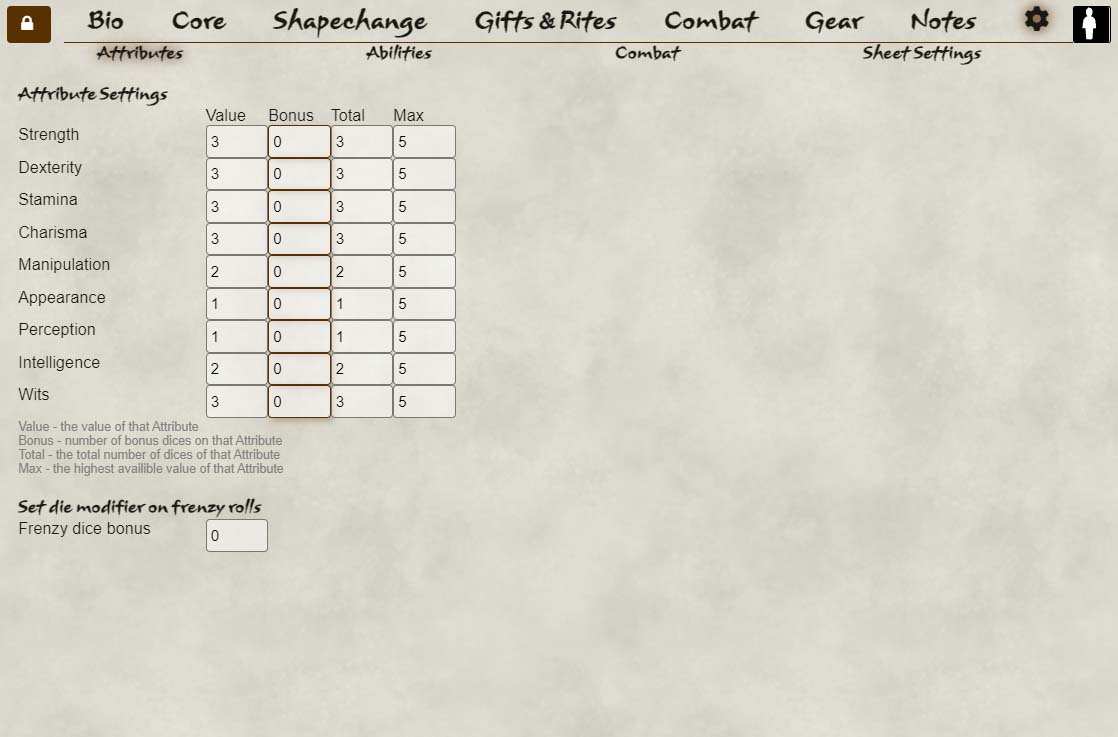 Bio Core Shapechange Gifts & Rites Combat Gear Notes
Attributes Abilities Combat Sheet Settings
Attribute Settings
Value Bonus Total Max
Strength 3 0 3 5
Dexterity 3 0 3 5
Stamina 3 0 3 5
Charisma 3 0 3 5
Manipulation 2 0 2 5
Appearance 1 0 1 5
Perception 1 0 1 5
Intelligence 2 0 2 5
Wits 3 0 3 5
Value - the value of that Attribute
Bonus - number of bonus dices on that Attribute
Total - the total number of dices of that Attribute
Max - the highest availible value of that Attribute
Set die modifier on frenzy rolls
Frenzy dice bonus 0